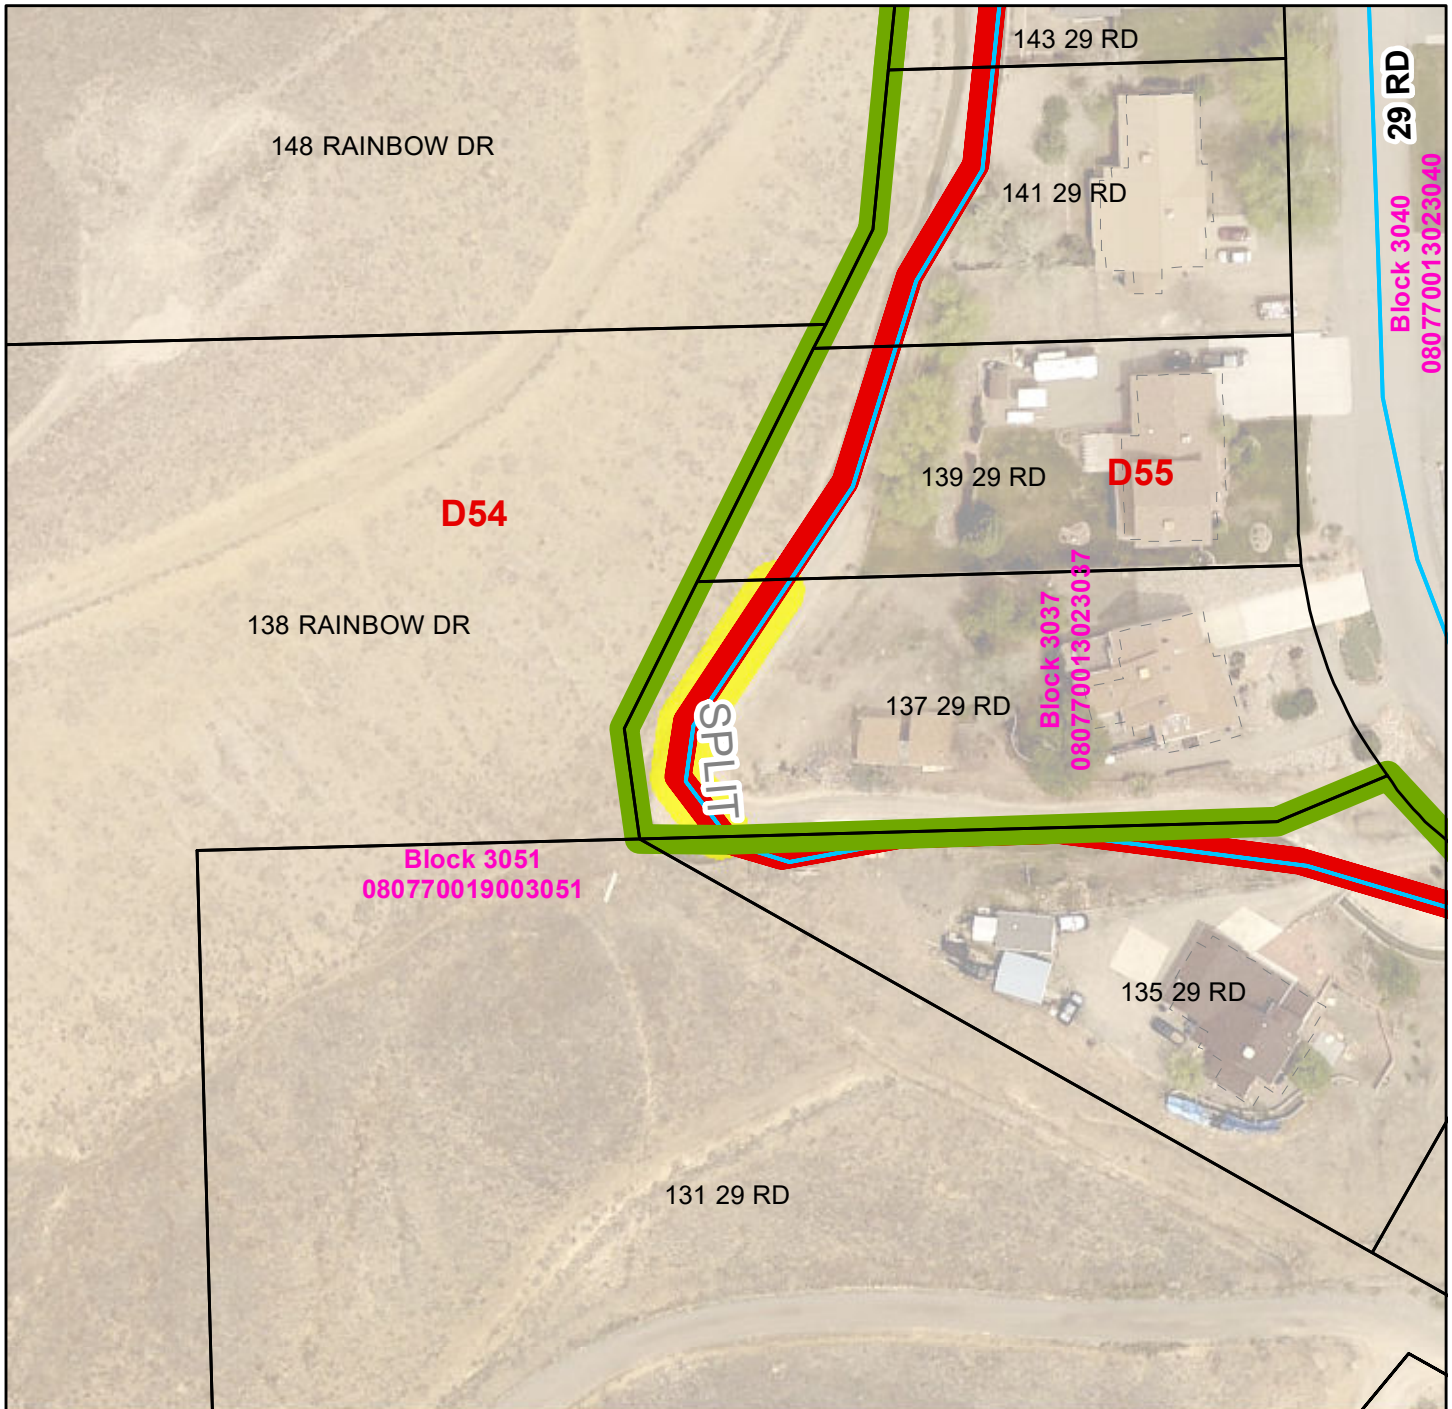 143 29 RD
29 RD
148 RAINBOW DR
141 29 RD
Block 3040
080770013023040
139 29 RD
D55
D54
138 RAINBOW DR
Block 3037
080770013023037
137 29 RD
SPLIT
Block 3051
080770019003051
135 29 RD
131 29 RD